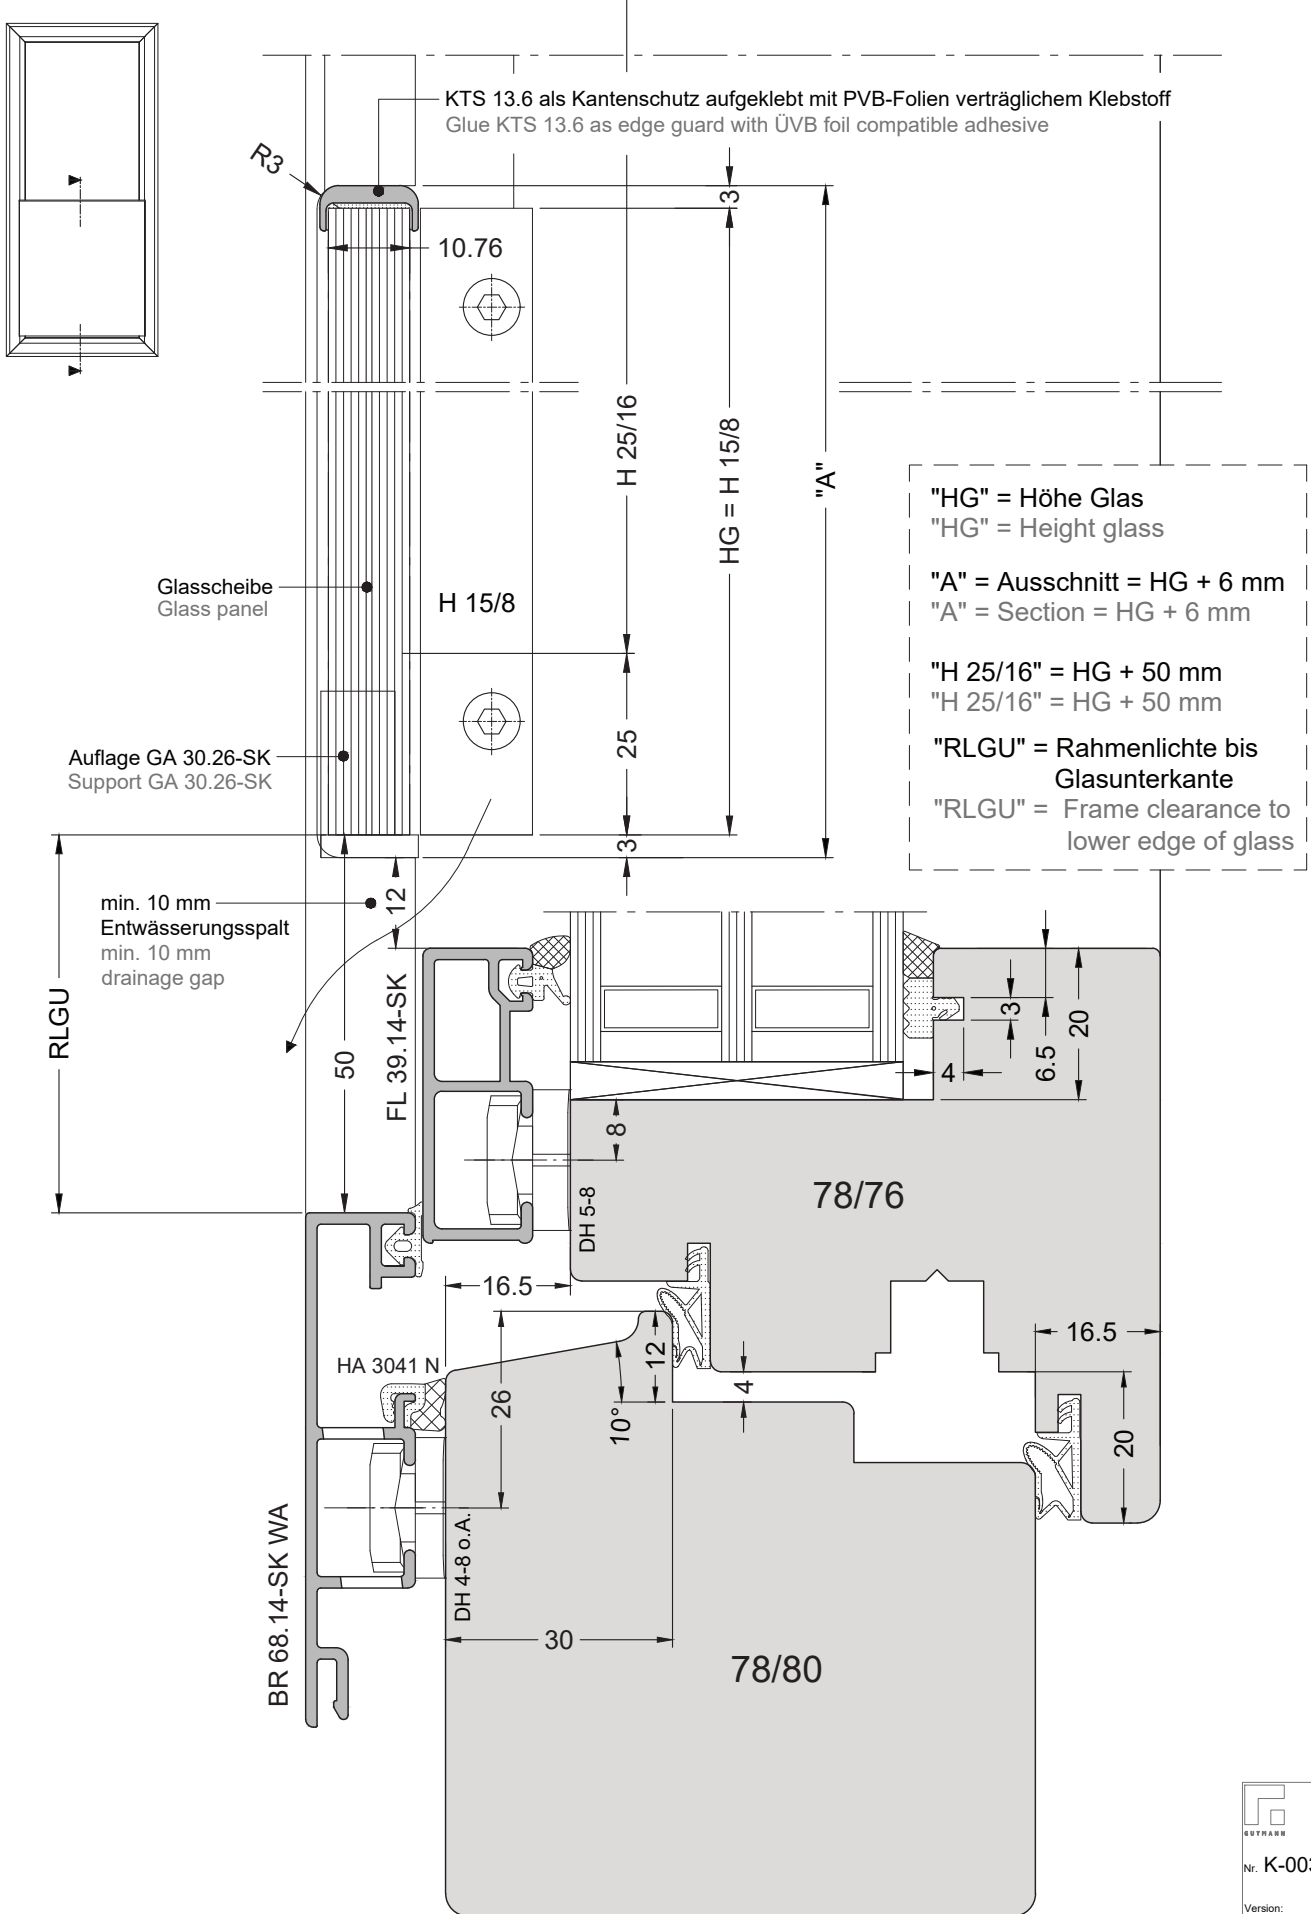 KTS 13.6 als Kantenschutz aufgeklebt mit PVB-Folien verträglichem Klebstoff
Glue KTS 13.6 as edge guard with ÜVB foil compatible adhesive
R3
3
10.76
H 25/16
HG = H 15/8
"A"
"HG" = Höhe Glas
"HG" = Height glass
"A" = Ausschnitt = HG + 6 mm
"A" = Section = HG + 6 mm
"H 25/16" = HG + 50 mm
"H 25/16" = HG + 50 mm
"RLGU" = Rahmenlichte bis
Glasunterkante
"RLGU" = Frame clearance to
lower edge of glass
Glasscheibe
Glass panel
H 15/8
25
Auflage GA 30.26-SK
Support GA 30.26-SK
3
12
min. 10 mm
Entwässerungsspalt
min. 10 mm
drainage gap
RLGU
50
FL 39.14-SK
3
20
6.5
4
8
78/76
DH 5-8
16.5
16.5
12
HA 3041 N
26
10°
4
20
BR 68.14-SK WA
DH 4-8 o.A.
30
78/80
GUTMANN
Nr. K-003
Version: